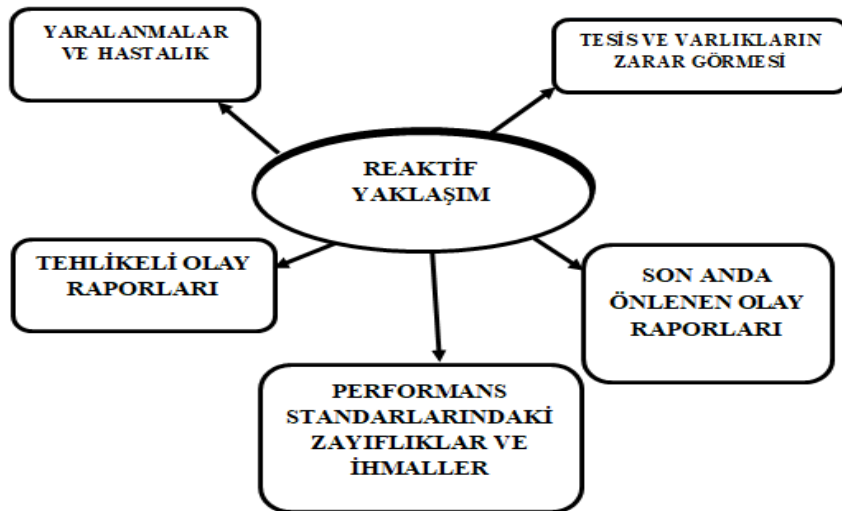 YARALANMALAR
VE HASTALIK
TESİS VE VARLIKLARIN
ZARAR GÖRMESİ
REAKTİF
YAKLAŞIM
TEHLİKELİ OLAY
RAPORLARI
SON ANDA
ÖNLENEN OLAY
RAPORLARI
PERFORMANS
STANDARLARINDAKİ
ZAYIFLIKLAR VE
İHMALLER